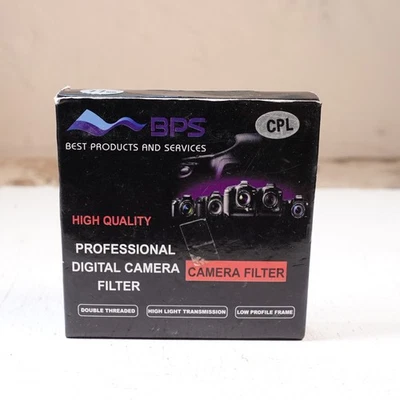 BPS
CPL
BEST PRODUCTS AND SERVICES
HIGH QUALITY
PROFESSIONAL
DIGITAL CAMERA
FILTER
CAMERA FILTER
DOUBLE THREADED
HIGH LIGHT TRANSMISSION
LOW PROFILE FRAME